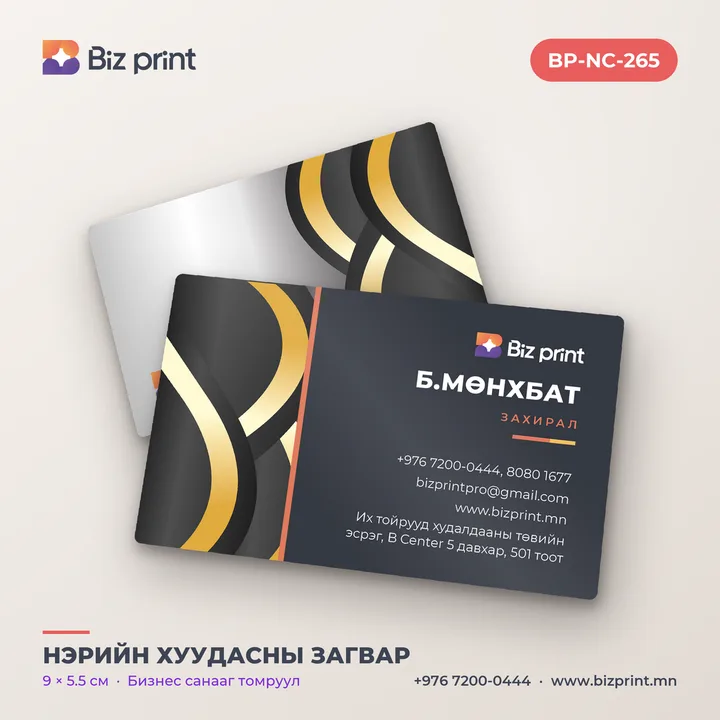 Biz print
BP-NC-265
Biz print
Б.МӨНХБАТ
ЗАХИРАЛ
+976 7200-0444, 8080 1677
bizprintpro@gmail.com
www.bizprint.mn
Их тойрууд худалдааны төвийн
эсрэг, B Center 5 давхар, 501 тоот
НЭРИЙН ХУУДАСНЫ ЗАГВАР
9 × 5.5 см · Бизнес санааг томруул
+976 7200-0444 · www.bizprint.mn